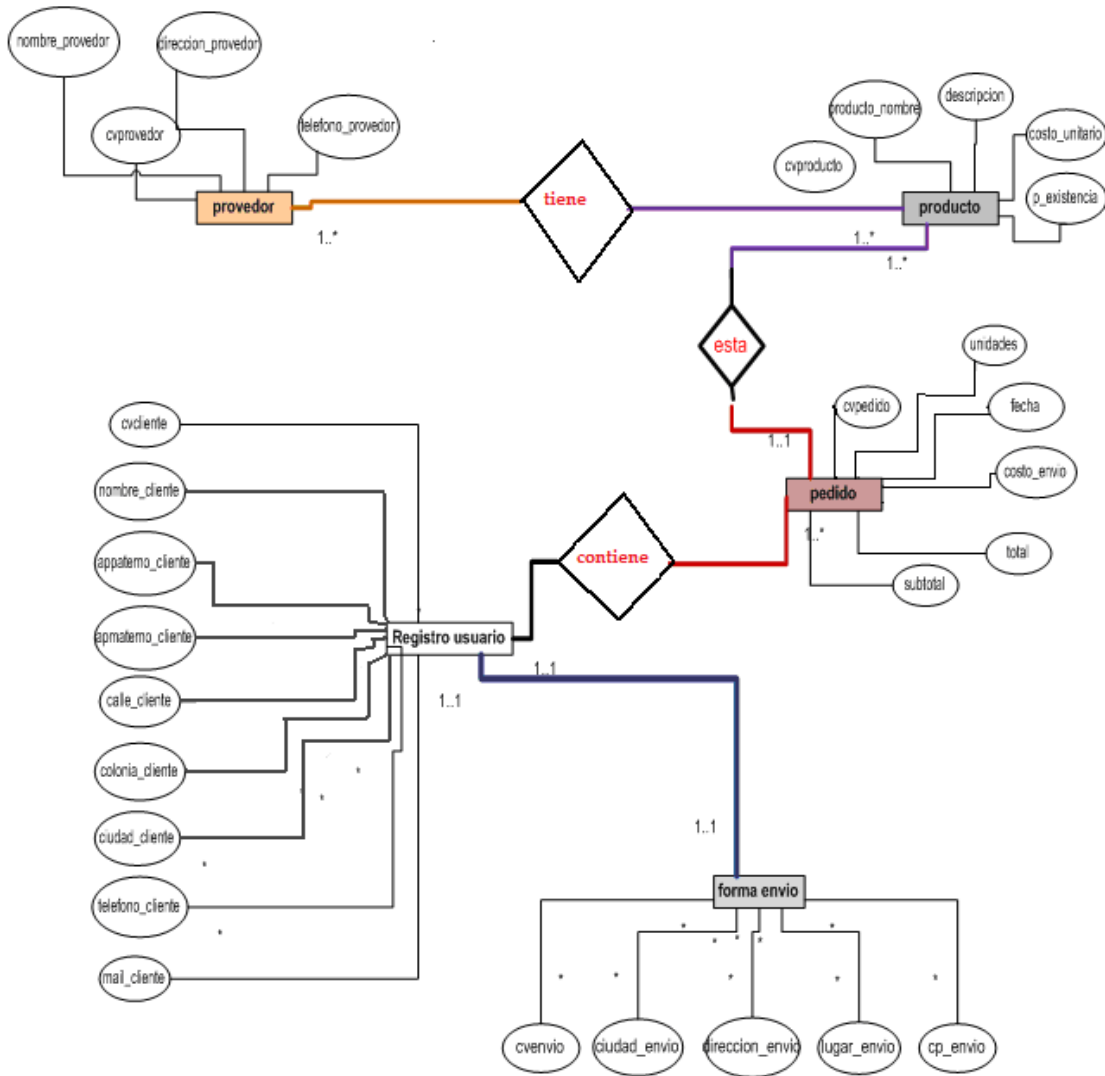 nombre_provedor
direccion_provedor
cvprovedor
telefono_provedor
provedor
1..*
tiene
producto_nombre
descripcion
costo_unitario
cvproducto
p_existencia
producto
1..*
1..*
esta
unidades
cvpedido
fecha
1..1
costo_envio
pedido
1..*
total
subtotal
contiene
cvcliente
nombre_cliente
appaterno_cliente
apmaterno_cliente
Registro usuario
calle_cliente
1..1
1..1
colonia_cliente
ciudad_cliente
telefono_cliente
mail_cliente
1..1
forma envio
cvenvio
ciudad_envio
direccion_envio
lugar_envio
cp_envio